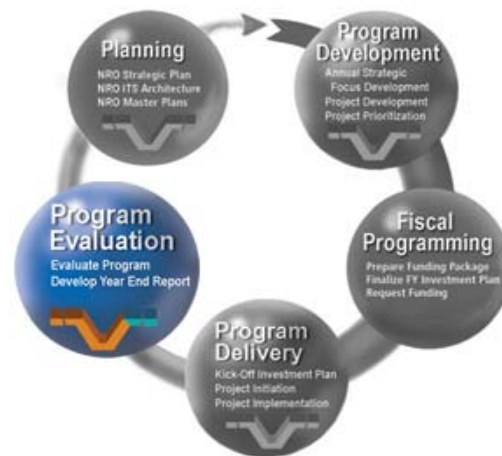 Planning
NRO Strategic Plan
NRO ITS Architecture
NRO Master Plans
Program
Development
Annual Strategic
Focus Development
Project Development
Project Prioritization
Fiscal
Programming
Prepare Funding Package
Finalize FY Investment Plan
Request Funding
Program
Delivery
Kick-Off Investment Plan
Project Initiation
Project Implementation
Program
Evaluation
Evaluate Program
Develop Year End Report